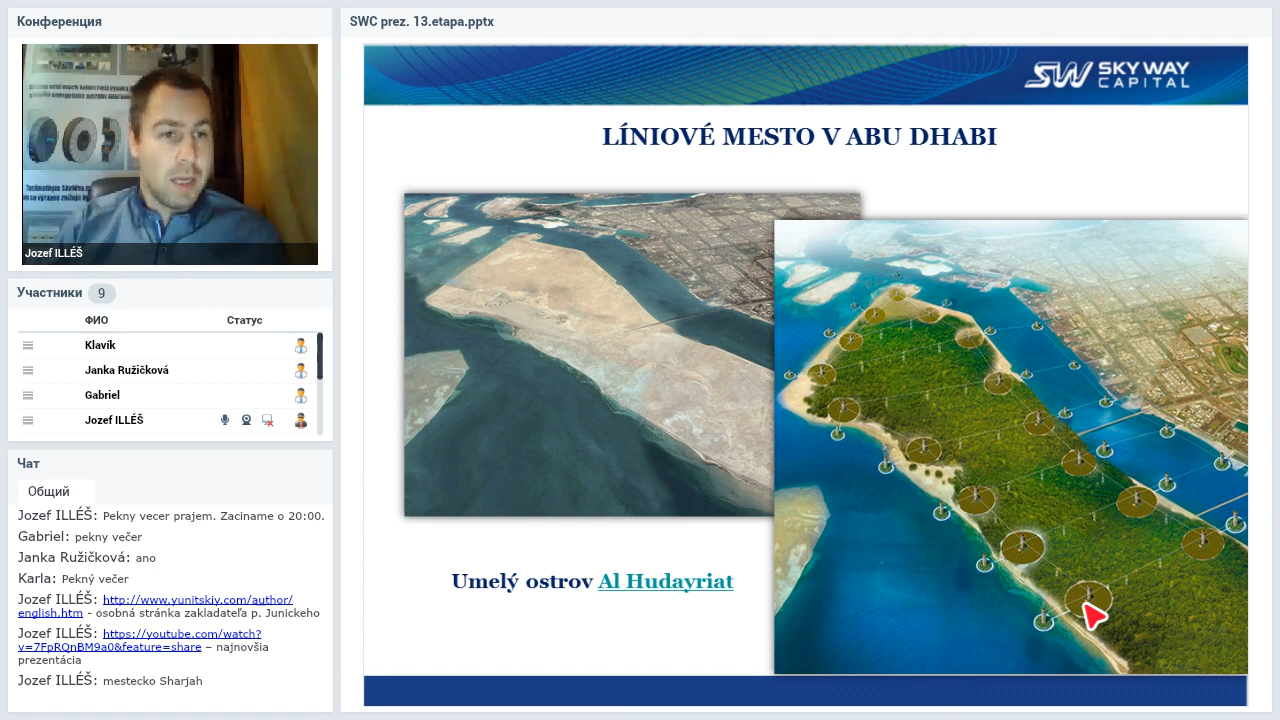 Конференция
Jozef ILLÉŠ
Участники 9
ФИО Статус
Klavík
Janka Ružičková
Gabriel
Jozef ILLÉŠ
Чат
Общий
Jozef ILLÉŠ: Pekny vecer prajem. Zaciname o 20:00.
Gabriel: pekny večer
Janka Ružičková: ano
Karla: Pekný večer
Jozef ILLÉŠ: http://www.yunitskiy.com/author/
english.htm - osobná stránka zakladateľa p. Junickeho
Jozef ILLÉŠ: https://youtube.com/watch?
v=7FpRQnBM9a0&feature=share – najnovšia
prezentácia
Jozef ILLÉŠ: mestecko Sharjah
SWC prez. 13.etapa.pptx
SW SKY WAY
CAPITAL
LÍNIOVÉ MESTO V ABU DHABI
Umelý ostrov Al Hudayriat